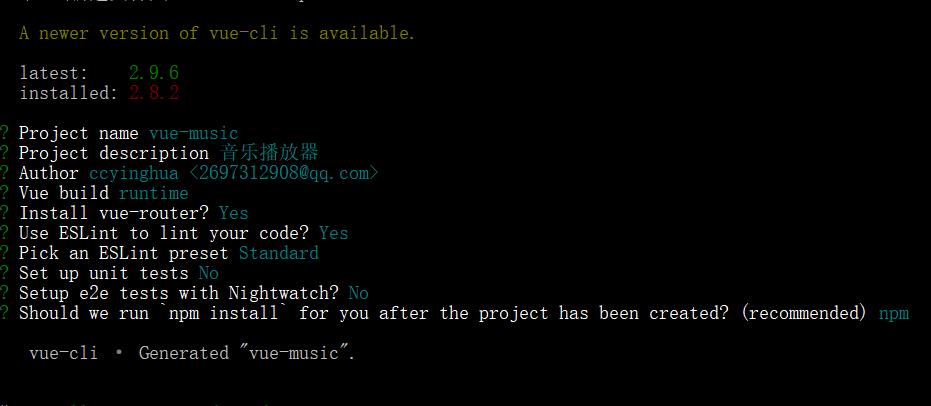 A newer version of vue-cli is available.
latest:    2.9.6
installed: 2.8.2
? Project name vue-music
? Project description 音乐播放器
? Author ccyinghua <2697312908@qq.com>
? Vue build runtime
? Install vue-router? Yes
? Use ESLint to lint your code? Yes
? Pick an ESLint preset Standard
? Set up unit tests No
? Setup e2e tests with Nightwatch? No
? Should we run `npm install` for you after the project has been created? (recommended) npm
vue-cli · Generated "vue-music".